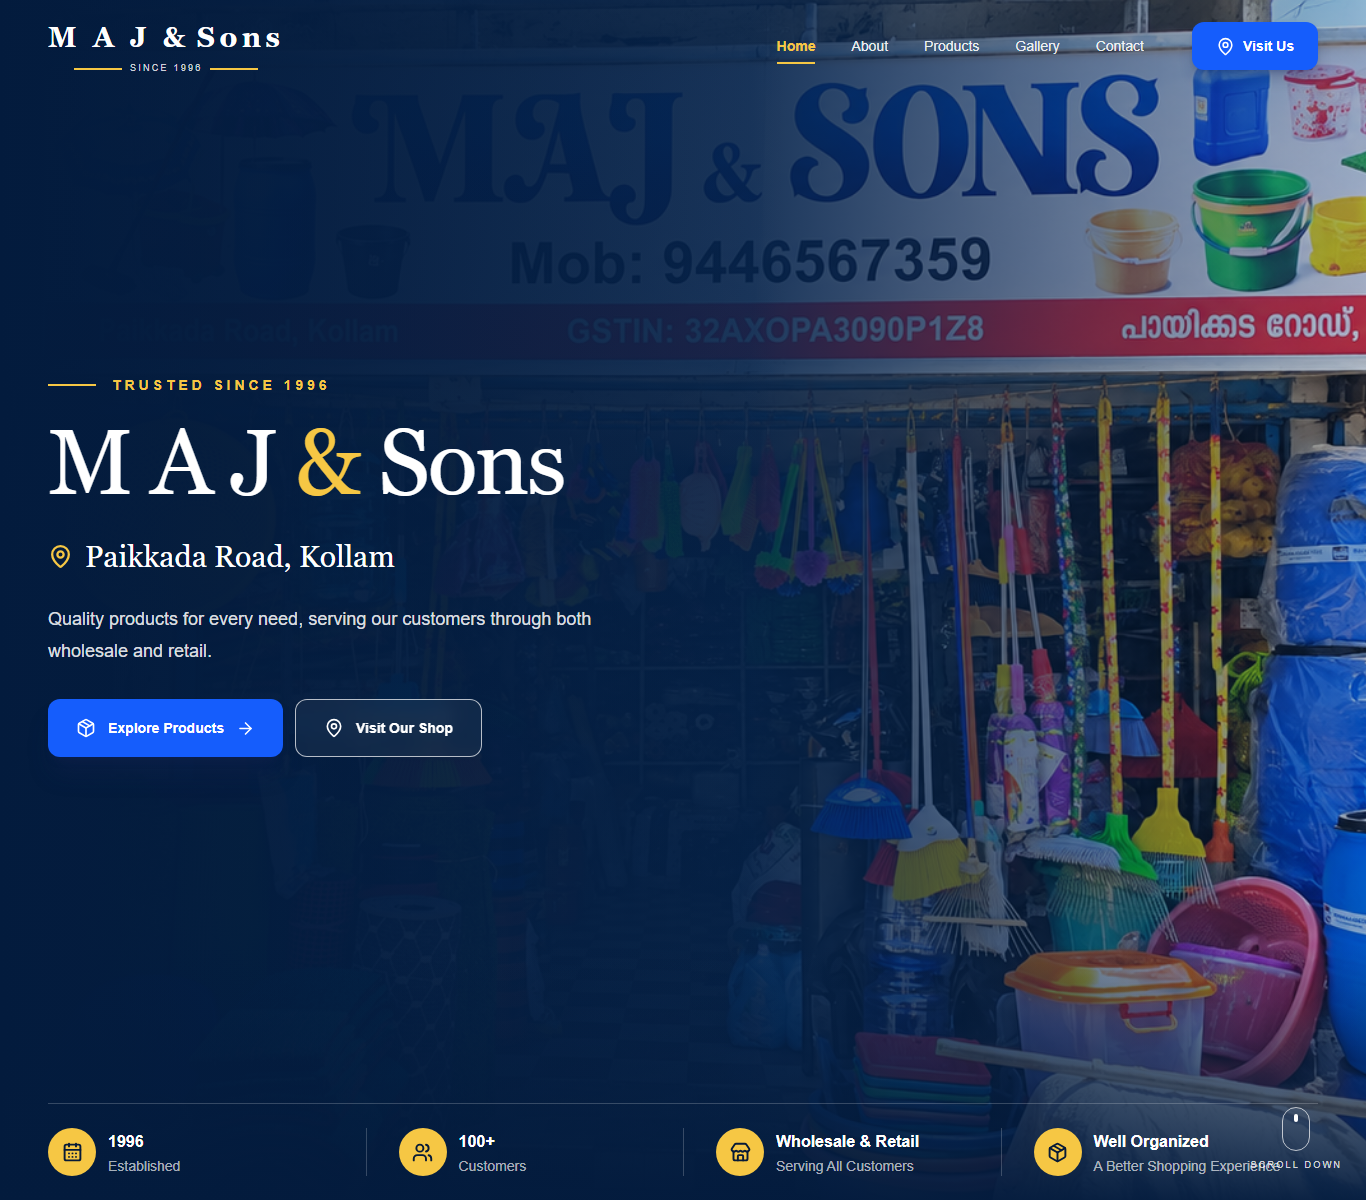 M A J & Sons
SINCE 1996
Home
About
Products
Gallery
Contact
Visit Us
MAJ & SONS
Mob: 9446567359
Paikkada Road, Kollam
GSTIN: 32AXOPA3090P1Z8
പായിക്കട റോഡ്,
TRUSTED SINCE 1996
M A J & Sons
Paikkada Road, Kollam
Quality products for every need, serving our customers through both
wholesale and retail.
Explore Products
Visit Our Shop
1996
Established
100+
Customers
Wholesale & Retail
Serving All Customers
Well Organized
A Better Shopping Experience
SCROLL DOWN